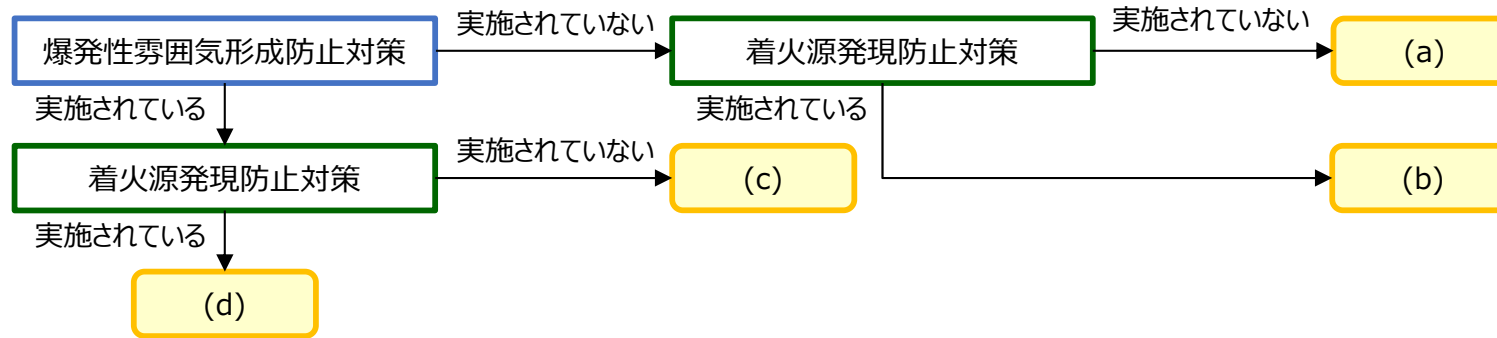 実施されていない
実施されていない
爆発性雰囲気形成防止対策
着火源発現防止対策
(a)
実施されている
実施されている
実施されていない
着火源発現防止対策
(c)
(b)
実施されている
(d)